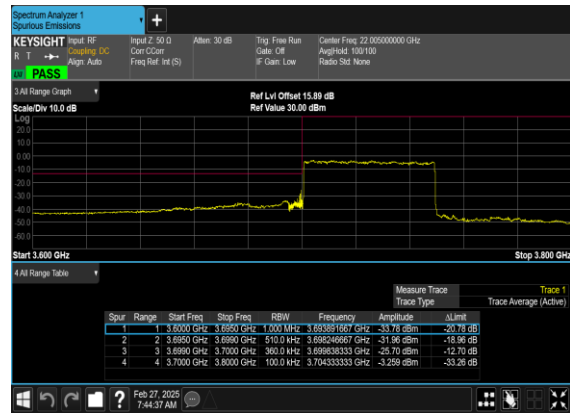 Spectrum Analyzer 1
Spurious Emissions
+
KEYSIGHT Input: RF Input Z: 50 Ω Atten: 30 dB Trig: Free Run Center Freq: 22.005000000 GHz
R T Coupling: DC Corr CCorr Gate: Off Avg|Hold: 100/100
Align: Auto Freq Ref: Int (S) IF Gain: Low Radio Std: None
LXI PASS
3 All Range Graph
Ref Lvl Offset 15.89 dB
Scale/Div 10.0 dB Ref Value 30.00 dBm
Log
20.0
10.0
0.00
-10.0
-20.0
-30.0
-40.0
-50.0
-60.0
Start 3.600 GHz Stop 3.800 GHz
4 All Range Table
Measure Trace Trace 1
Trace Type Trace Average (Active)
Spur Range Start Freq Stop Freq RBW Frequency Amplitude ΔLimit
1 1 3.6000 GHz 3.6950 GHz 1.000 MHz 3.693891667 GHz -33.78 dBm -20.78 dB
2 2 3.6950 GHz 3.6990 GHz 510.0 kHz 3.698246667 GHz -31.96 dBm -18.96 dB
3 3 3.6990 GHz 3.7000 GHz 360.0 kHz 3.699838333 GHz -25.70 dBm -12.70 dB
4 4 3.7000 GHz 3.8000 GHz 100.0 kHz 3.704333333 GHz -3.259 dBm -33.26 dB
? Feb 27, 2025
7:44:37 AM